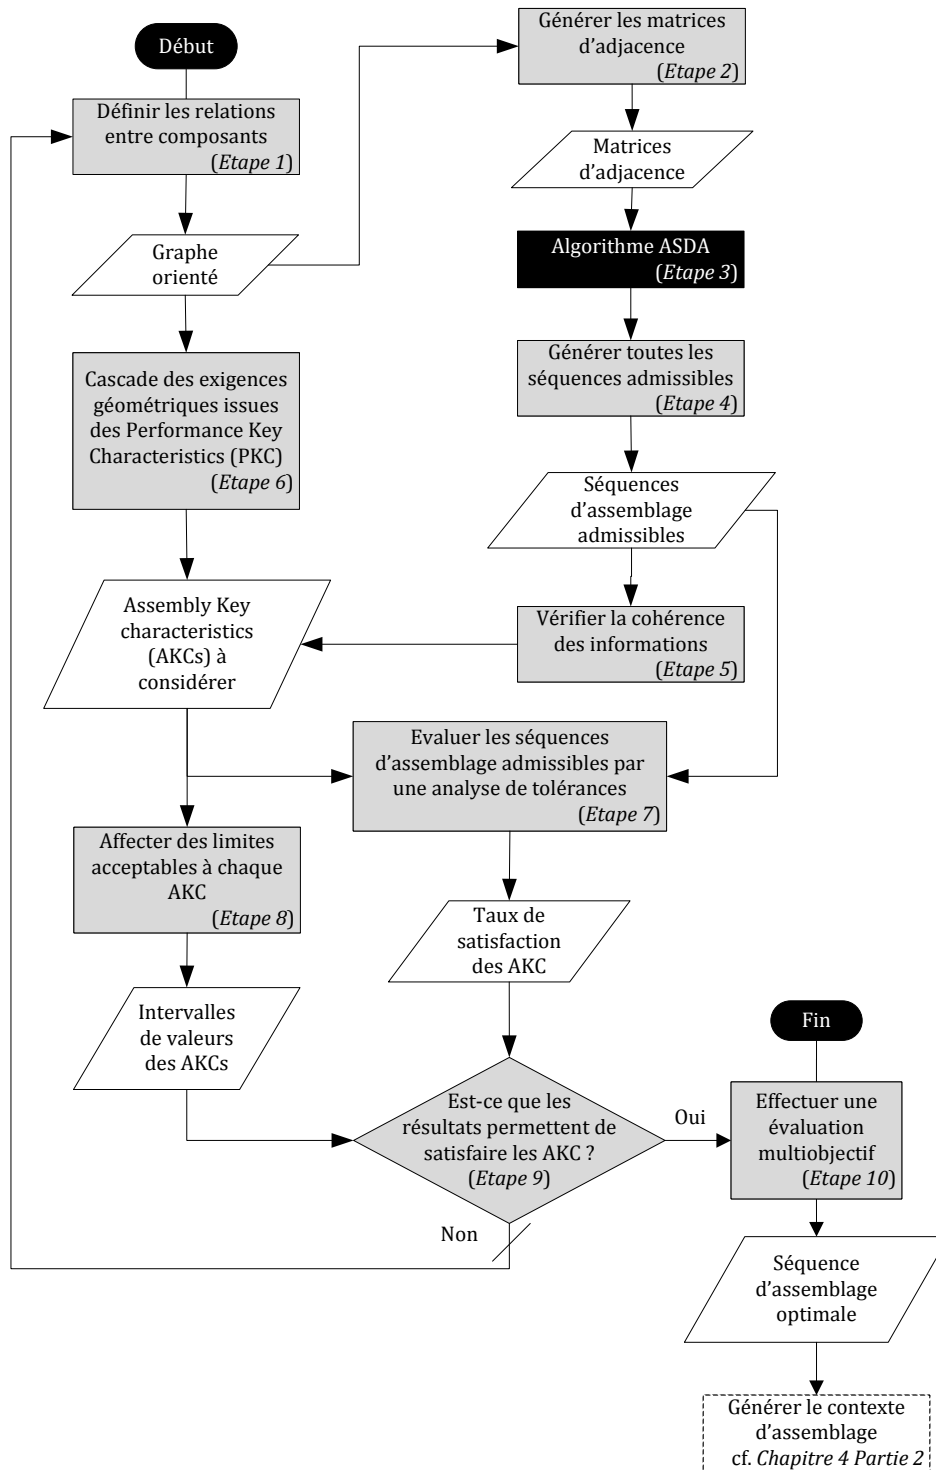 Début
Définir les relations
entre composants
(Etape 1)
Graphe
orienté
Générer les matrices
d’adjacence
(Etape 2)
Matrices
d’adjacence
Algorithme ASDA
(Etape 3)
Générer toutes les
séquences admissibles
(Etape 4)
Séquences
d’assemblage
admissibles
Vérifier la cohérence
des informations
(Etape 5)
Cascade des exigences
géométriques issues
des Performance Key
Characteristics (PKC)
(Etape 6)
Assembly Key
characteristics
(AKCs) à
considérer
Evaluer les séquences
d’assemblage admissibles par
une analyse de tolérances
(Etape 7)
Affecter des limites
acceptables à chaque
AKC
(Etape 8)
Taux de
satisfaction
des AKC
Intervalles
de valeurs
des AKCs
Est-ce que les
résultats permettent de
satisfaire les AKC ?
(Etape 9)
Oui
Non
Fin
Effectuer une
évaluation
multiobjectif
(Etape 10)
Séquence
d’assemblage
optimale
Générer le contexte
d’assemblage
cf. Chapitre 4 Partie 2